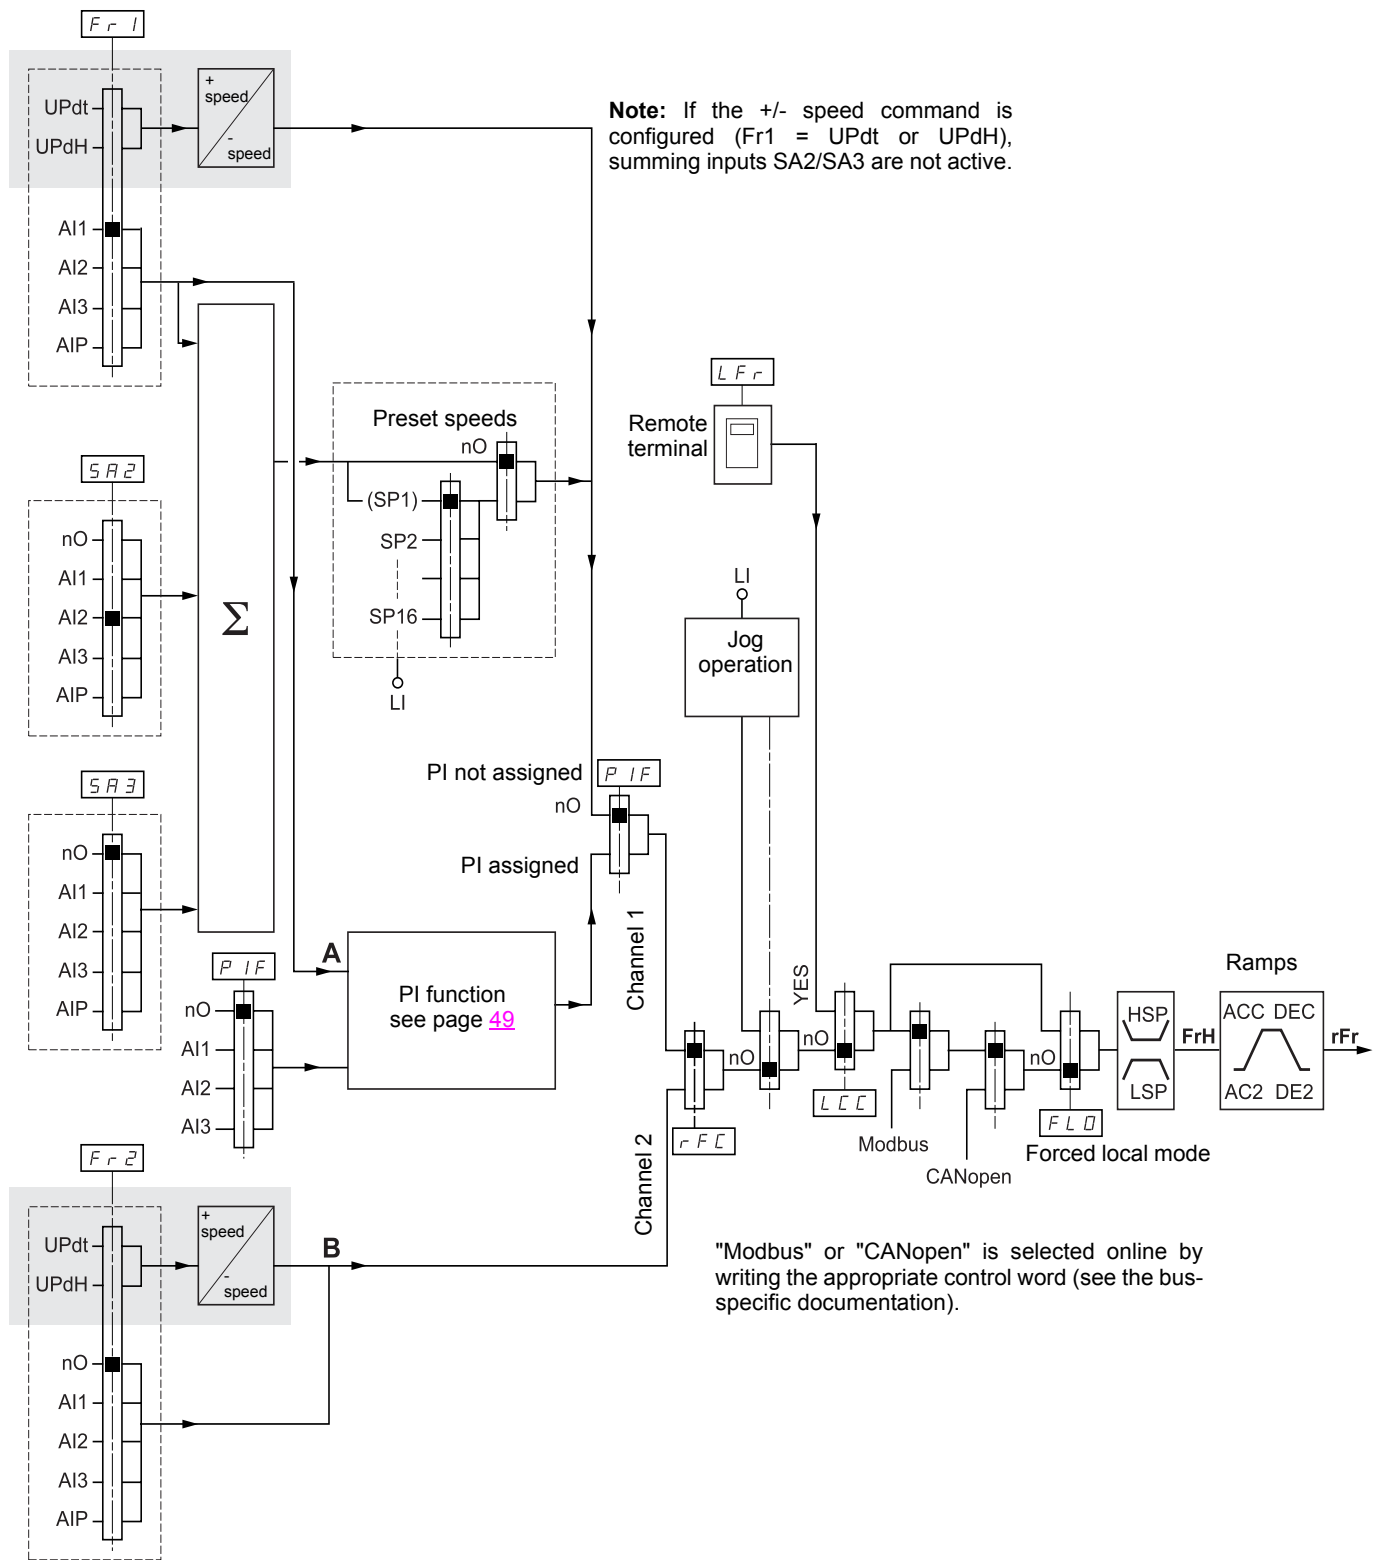 Fr1
UPdt
UPdH
+ speed
- speed
AI1
AI2
AI3
AIP
Note: If the +/- speed command is
configured (Fr1 = UPdt or UPdH),
summing inputs SA2/SA3 are not active.
SA2
nO
AI1
AI2
AI3
AIP
Σ
Preset speeds
nO
(SP1)
SP2
SP16
LI
LFr
Remote
terminal
LI
Jog
operation
SA3
nO
AI1
AI2
AI3
AIP
PI not assigned
PIF
nO
PI assigned
Channel 1
A
PI function
see page 49
PIF
nO
AI1
AI2
AI3
YES
nO
nO
LCC
rFC
Channel 2
Modbus
CANopen
nO
FLO
Forced local mode
HSP
LSP
FrH
Ramps
ACC DEC
AC2 DE2
rFr
Fr2
UPdt
UPdH
+ speed
- speed
B
nO
AI1
AI2
AI3
AIP
"Modbus" or "CANopen" is selected online by
writing the appropriate control word (see the bus-
specific documentation).